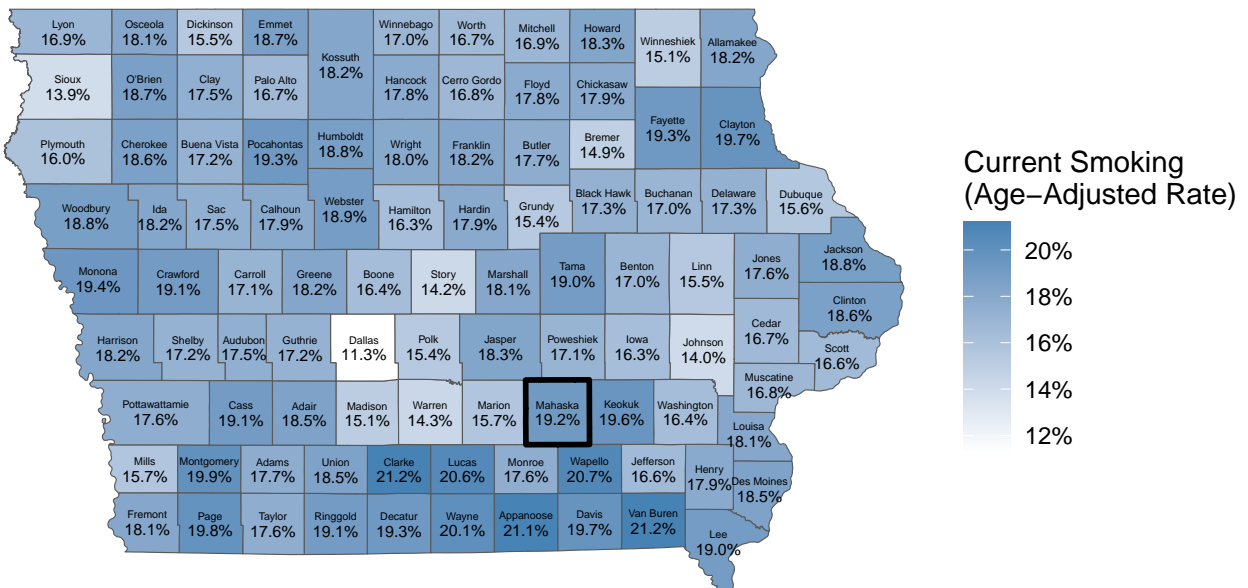 Lyon
16.9%
Osceola
18.1%
Dickinson
15.5%
Emmet
18.7%
Kossuth
18.2%
Winnebago
17.0%
Worth
16.7%
Mitchell
16.9%
Howard
18.3%
Winneshiek
15.1%
Allamakee
18.2%
Sioux
13.9%
O'Brien
18.7%
Clay
17.5%
Palo Alto
16.7%
Hancock
17.8%
Cerro Gordo
16.8%
Floyd
17.8%
Chickasaw
17.9%
Fayette
19.3%
Clayton
19.7%
Plymouth
16.0%
Cherokee
18.6%
Buena Vista
17.2%
Pocahontas
19.3%
Humboldt
18.8%
Wright
18.0%
Franklin
18.2%
Butler
17.7%
Bremer
14.9%
Woodbury
18.8%
Ida
18.2%
Sac
17.5%
Calhoun
17.9%
Webster
18.9%
Hamilton
16.3%
Hardin
17.9%
Grundy
15.4%
Black Hawk
17.3%
Buchanan
17.0%
Delaware
17.3%
Dubuque
15.6%
Monona
19.4%
Crawford
19.1%
Carroll
17.1%
Greene
18.2%
Boone
16.4%
Story
14.2%
Marshall
18.1%
Tama
19.0%
Benton
17.0%
Linn
15.5%
Jones
17.6%
Jackson
18.8%
Clinton
18.6%
Harrison
18.2%
Shelby
17.2%
Audubon
17.5%
Guthrie
17.2%
Dallas
11.3%
Polk
15.4%
Jasper
18.3%
Poweshiek
17.1%
Iowa
16.3%
Johnson
14.0%
Cedar
16.7%
Scott
16.6%
Muscatine
16.8%
Pottawattamie
17.6%
Cass
19.1%
Adair
18.5%
Madison
15.1%
Warren
14.3%
Marion
15.7%
Mahaska
19.2%
Keokuk
19.6%
Washington
16.4%
Louisa
18.1%
Mills
15.7%
Montgomery
19.9%
Adams
17.7%
Union
18.5%
Clarke
21.2%
Lucas
20.6%
Monroe
17.6%
Wapello
20.7%
Jefferson
16.6%
Henry
17.9%
Des Moines
18.5%
Fremont
18.1%
Page
19.8%
Taylor
17.6%
Ringgold
19.1%
Decatur
19.3%
Wayne
20.1%
Appanoose
21.1%
Davis
19.7%
Van Buren
21.2%
Lee
19.0%
Current Smoking
(Age−Adjusted Rate)
20%
18%
16%
14%
12%